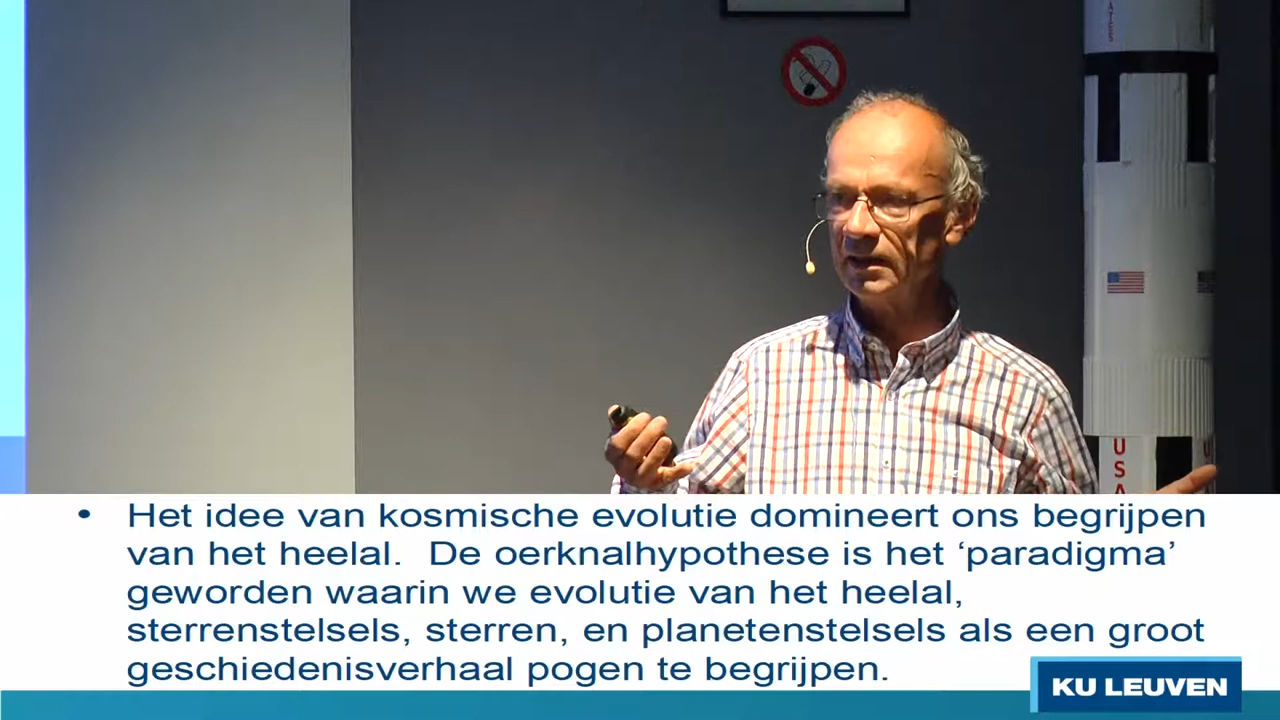 ATES
USA
U
• Het idee van kosmische evolutie domineert ons begrijpen
van het heelal. De oerknalhypothese is het ‘paradigma’
geworden waarin we evolutie van het heelal,
sterrenstelsels, sterren, en planetenstelsels als een groot
geschiedenisverhaal pogen te begrijpen.
KU LEUVEN